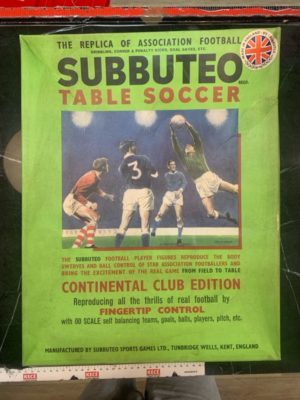 THE REPLICA OF ASSOCIATION FOOTBALL
DRIBBLING, CORNER & PENALTY KICKS, GOAL SAVES, ETC.
SUBBUTEO
REGD.
TABLE SOCCER
3
THE SUBBUTEO FOOTBALL PLAYER FIGURES REPRODUCE THE BODY
SWERVES AND BALL CONTROL OF STAR ASSOCIATION FOOTBALLERS AND
BRING THE EXCITEMENT OF THE REAL GAME FROM FIELD TO TABLE
CONTINENTAL CLUB EDITION
Reproducing all the thrills of real football by
FINGERTIP CONTROL
with OO SCALE self balancing teams, goals, balls, players, pitch, etc.
MANUFACTURED BY SUBBUTEO SPORTS GAMES LTD., TUNBRIDGE WELLS, KENT, ENGLAND